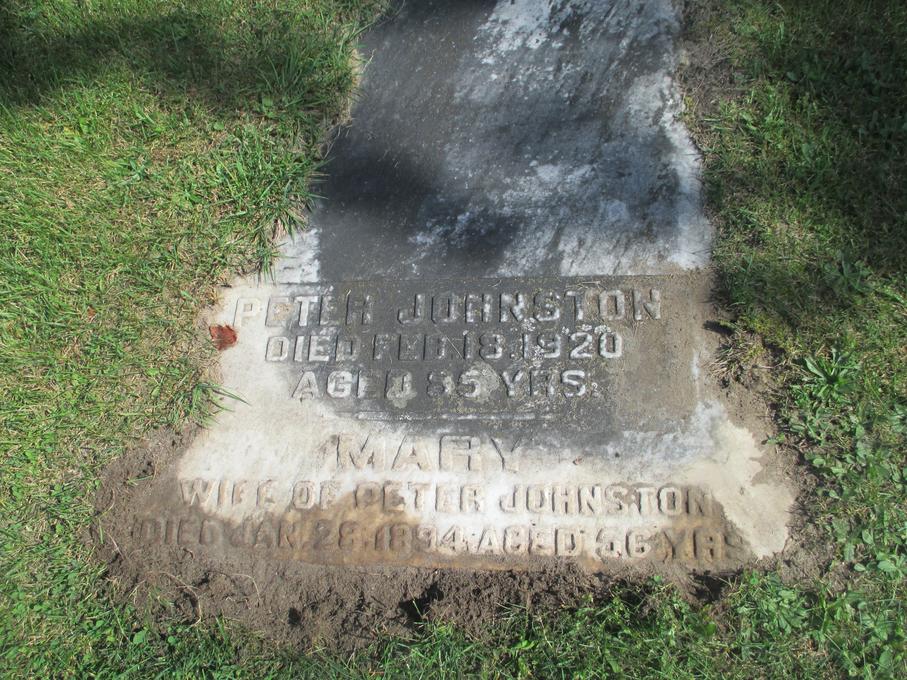 PETER JOHNSTON
DIED FEB 18. 1920
AGED 85 YRS.
MARY
WIFE OF PETER JOHNSTON
DIED JAN. 28. 1894 AGED 56 YRS